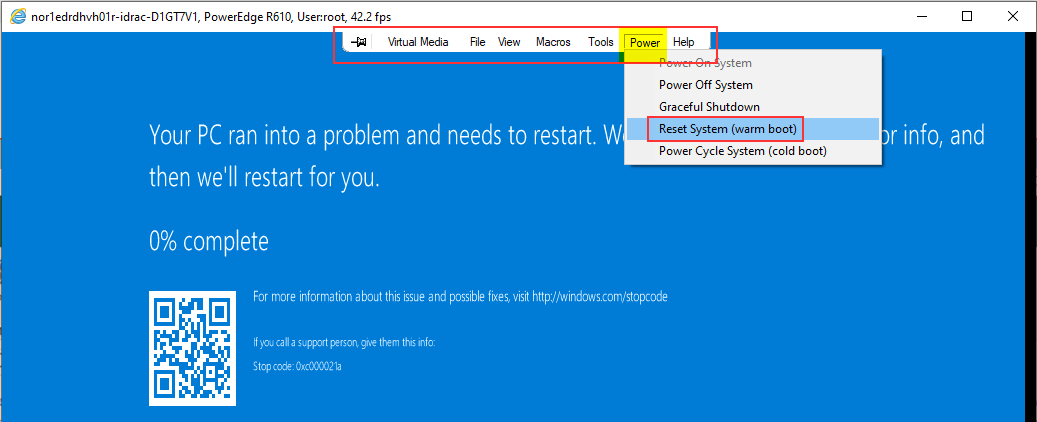 nor1edrdhvh01r-idrac-D1GT7V1, PowerEdge R610, User:root, 42.2 fps
Virtual Media File View Macros Tools Power Help
Power On System
Power Off System
Graceful Shutdown
Reset System (warm boot)
Power Cycle System (cold boot)
Your PC ran into a problem and needs to restart. W or info, and
then we'll restart for you.
0% complete
For more information about this issue and possible fixes, visit http://windows.com/stopcode
If you call a support person, give them this info:
Stop code: 0xc000021a